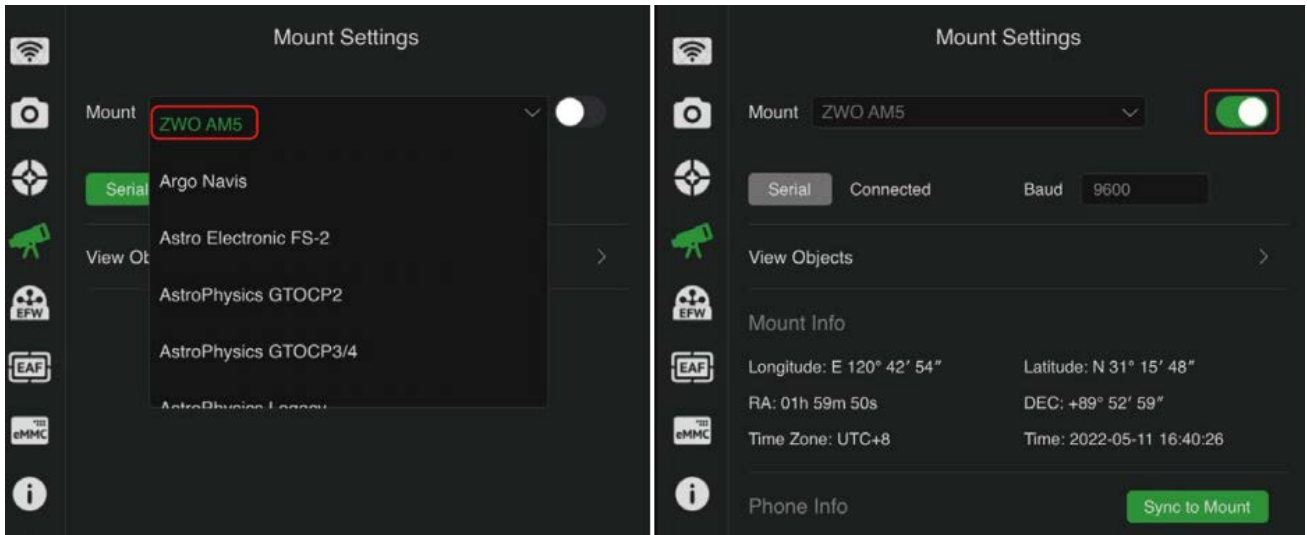 Mount Settings
Mount
ZWO AM5
Argo Navis
Serial
Astro Electronic FS-2
View Ob
AstroPhysics GTOCP2
AstroPhysics GTOCP3/4
AstroPhysics Legacy
EFW
EAF
eMMC
Mount Settings
Mount ZWO AM5
Serial Connected Baud 9600
View Objects
Mount Info
Longitude: E 120° 42′ 54″ Latitude: N 31° 15′ 48″
RA: 01h 59m 50s DEC: +89° 52′ 59″
Time Zone: UTC+8 Time: 2022-05-11 16:40:26
Phone Info Sync to Mount
EFW
EAF
eMMC